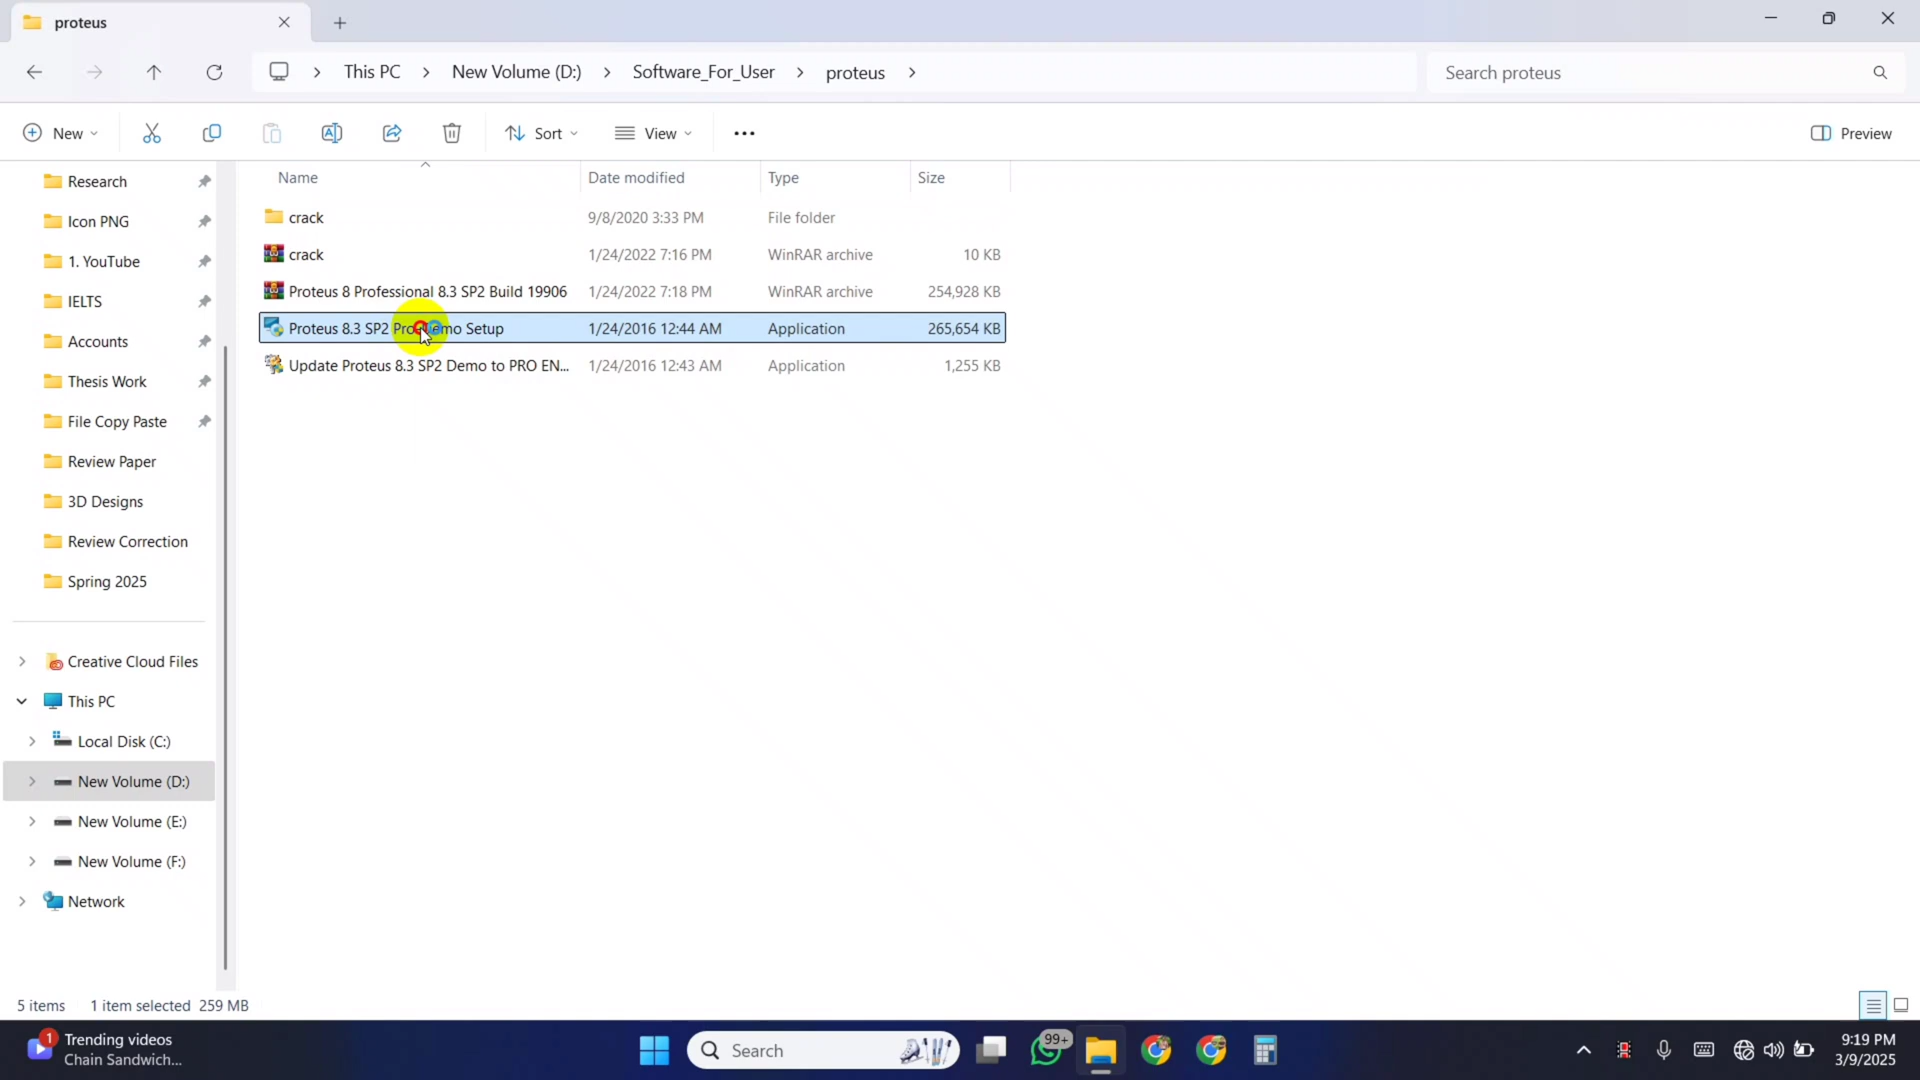 proteus
This PC > New Volume (D:) > Software_For_User > proteus >
Search proteus
New
Sort
View
Preview
Name
Date modified
Type
Size
crack 9/8/2020 3:33 PM File folder
crack 1/24/2022 7:16 PM WinRAR archive 10 KB
Proteus 8 Professional 8.3 SP2 Build 19906 1/24/2022 7:18 PM WinRAR archive 254,928 KB
Proteus 8.3 SP2 Pro Demo Setup 1/24/2016 12:44 AM Application 265,654 KB
Update Proteus 8.3 SP2 Demo to PRO EN... 1/24/2016 12:43 AM Application 1,255 KB
Research
Icon PNG
1. YouTube
IELTS
Accounts
Thesis Work
File Copy Paste
Review Paper
3D Designs
Review Correction
Spring 2025
Creative Cloud Files
This PC
Local Disk (C:)
New Volume (D:)
New Volume (E:)
New Volume (F:)
Network
5 items 1 item selected 259 MB
1
Trending videos
Chain Sandwich...
Search
99+
9:19 PM
3/9/2025